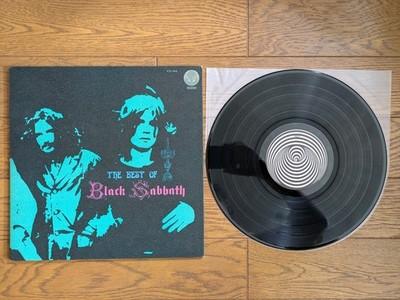 THE BEST OF
Black Sabbath